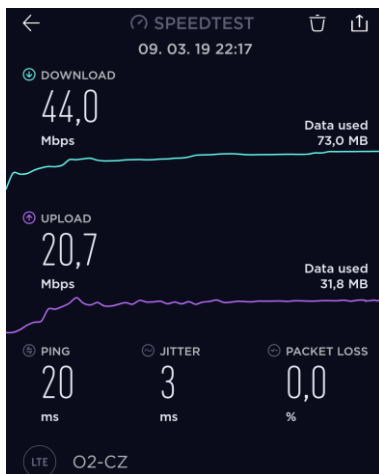 SPEEDTEST
09. 03. 19 22:17
DOWNLOAD
44,0
Mbps
Data used
73,0 MB
UPLOAD
20,7
Mbps
Data used
31,8 MB
PING JITTER PACKET LOSS
20 3 0,0
ms ms %
LTE O2-CZ